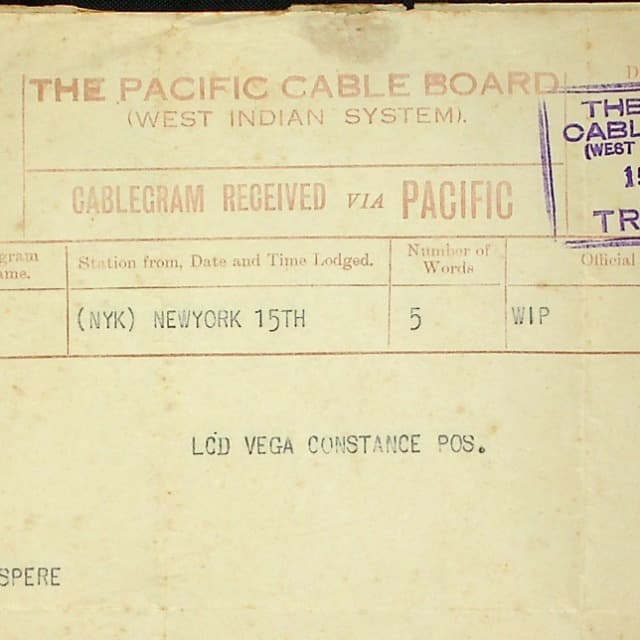 THE PACIFIC CABLE BOARD
(WEST INDIAN SYSTEM).
CABLEGRAM RECEIVED VIA PACIFIC
THE
CABL
(WEST
15
TR
gram
ame.
Station from, Date and Time Lodged.
Number of
Words
Official
(NYK) NEWYORK 15TH
5
WIP
LCD VEGA CONSTANCE POS.
SPERE